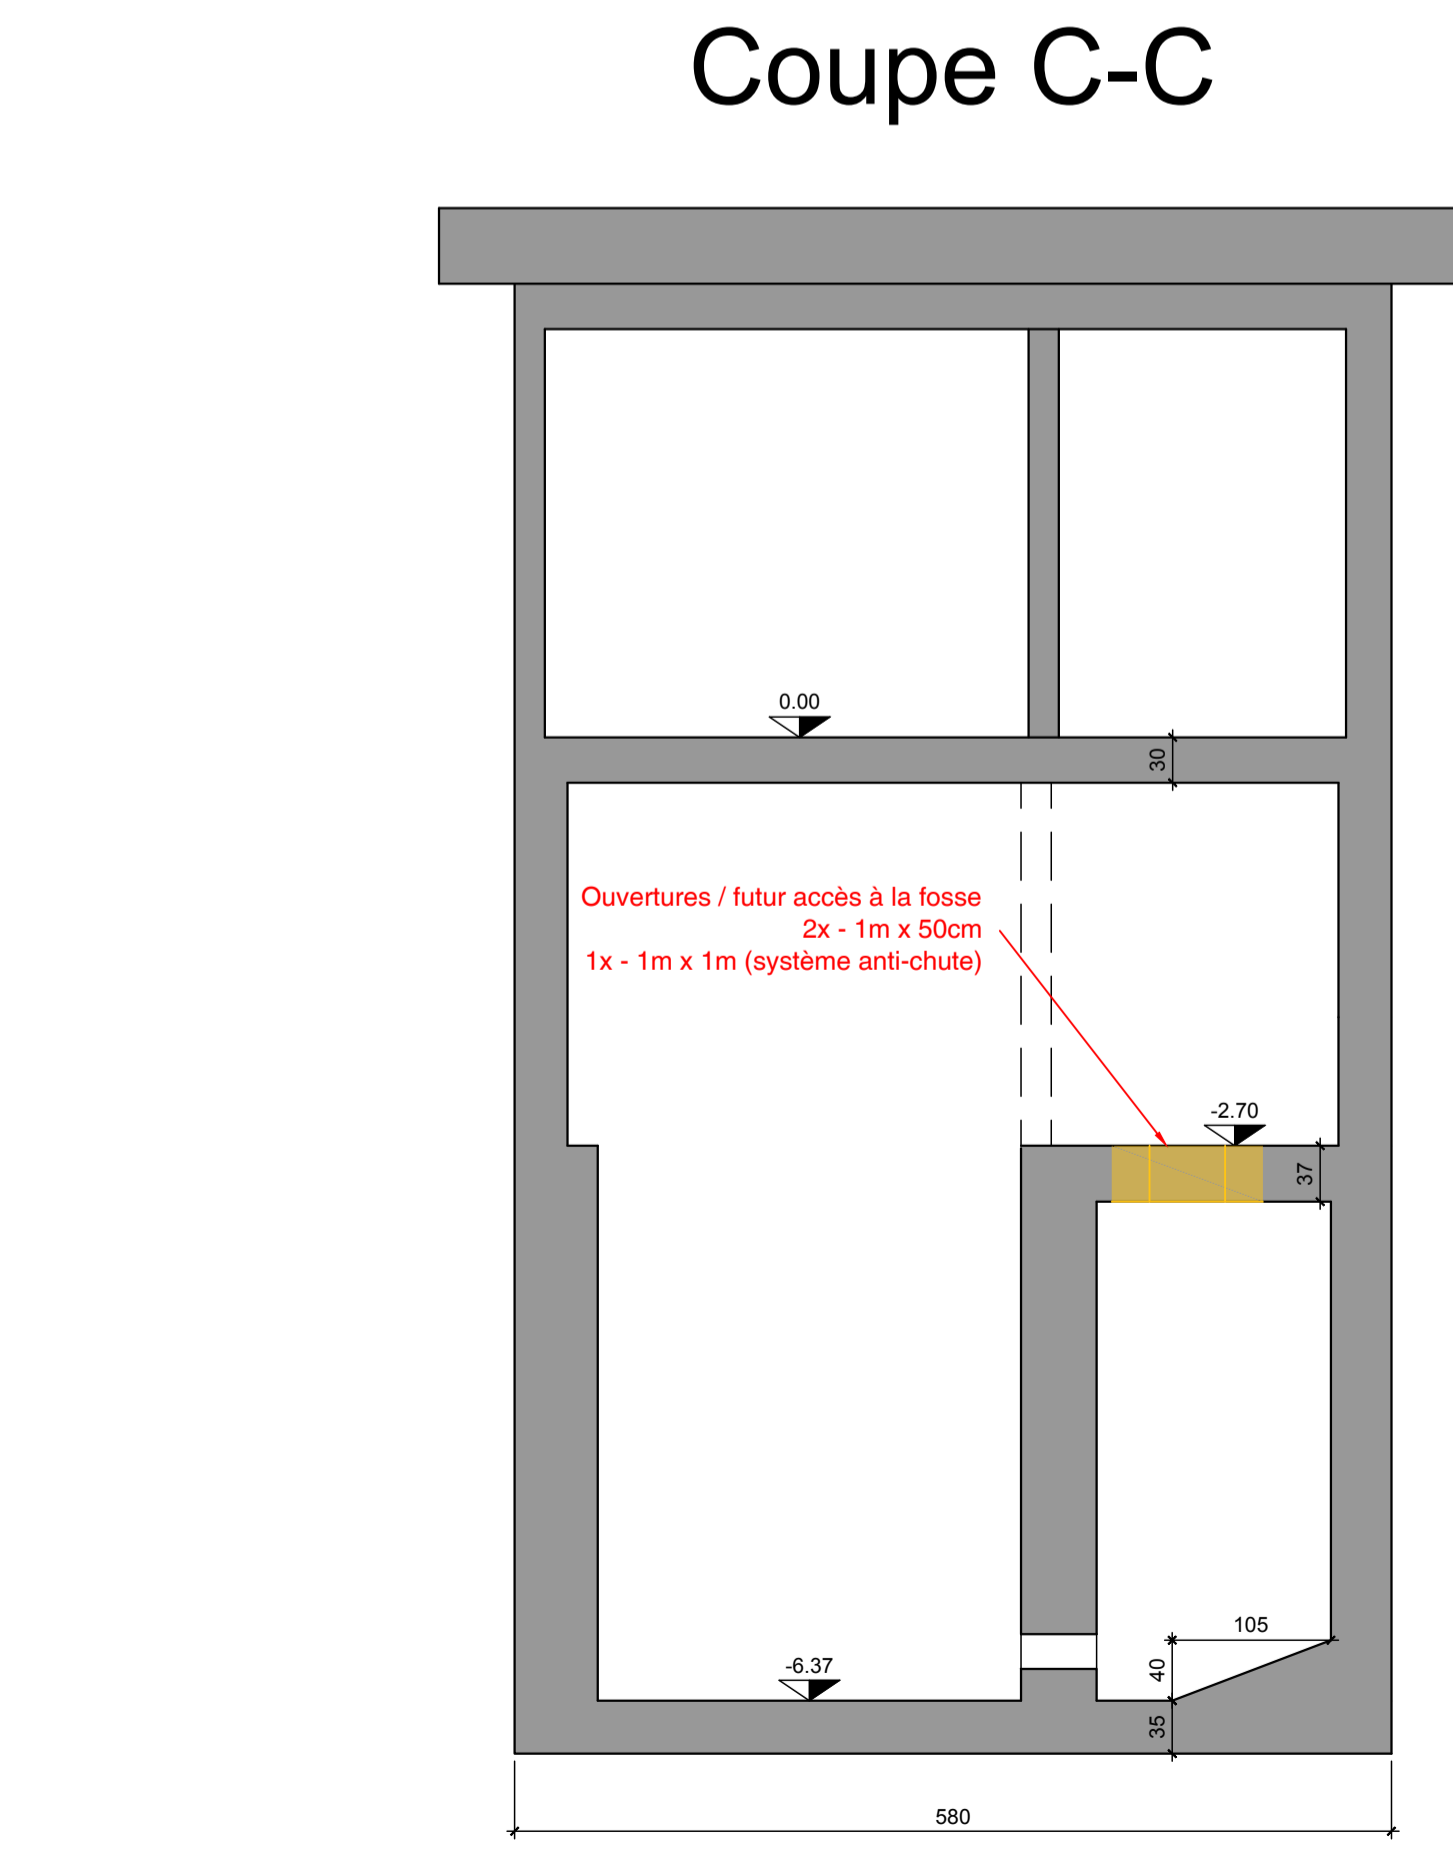 Coupe C-C
0.00
30
Ouvertures / futur accès à la fosse
2x - 1m x 50cm
1x - 1m x 1m (système anti-chute)
-2.70
37
105
40
-6.37
35
580